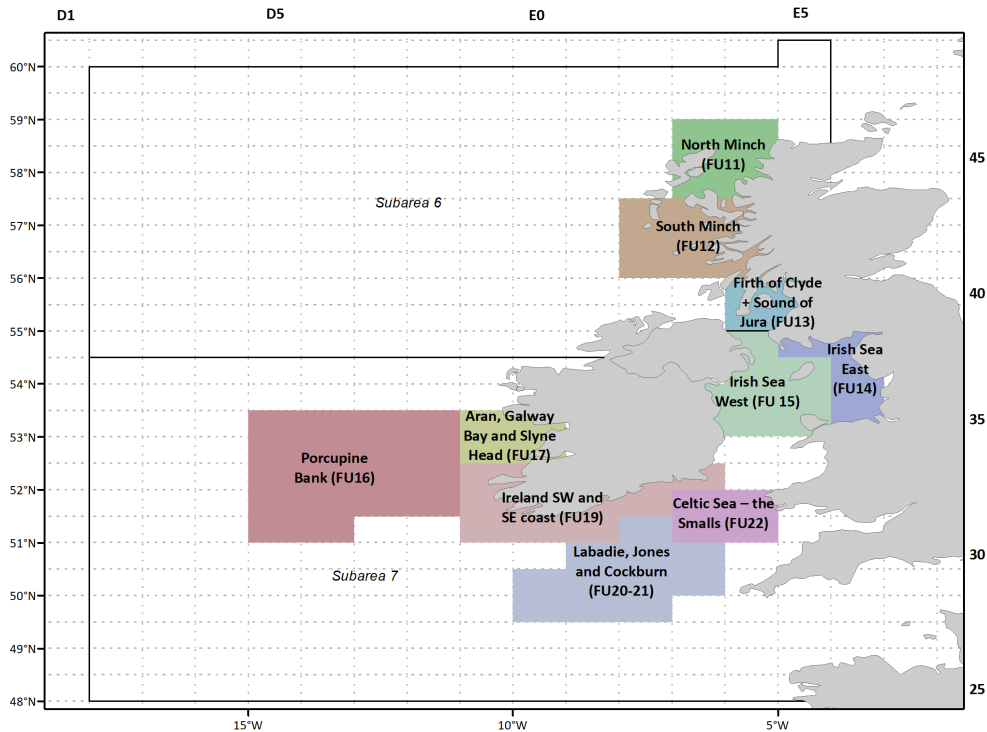 D1 D5 E0 E5
60°N
59°N
North Minch
(FU11)
45
58°N
Subarea 6
57°N
South Minch
(FU12)
56°N
Firth of Clyde
+ Sound of
Jura (FU13)
40
55°N
Irish Sea
East
(FU14)
54°N
Irish Sea
West (FU 15)
35
53°N
Aran, Galway
Bay and Slyne
Head (FU17)
Porcupine
Bank (FU16)
52°N
Ireland SW and
SE coast (FU19)
Celtic Sea – the
Smalls (FU22)
51°N
30
Labadie, Jones
and Cockburn
(FU20-21)
Subarea 7
50°N
49°N
48°N
25
15°W 10°W 5°W